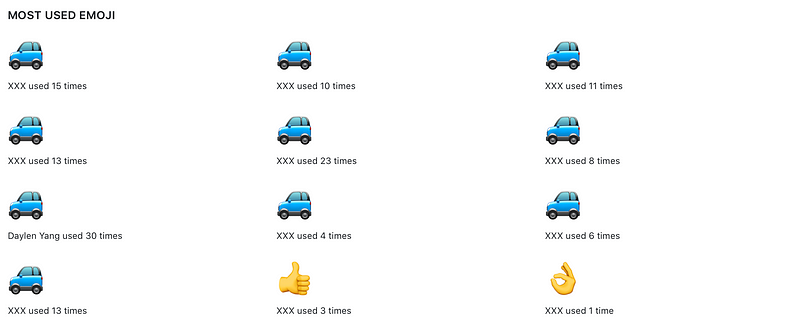 MOST USED EMOJI
XXX used 15 times
XXX used 10 times
XXX used 11 times
XXX used 13 times
XXX used 23 times
XXX used 8 times
Daylen Yang used 30 times
XXX used 4 times
XXX used 6 times
XXX used 13 times
XXX used 3 times
XXX used 1 time